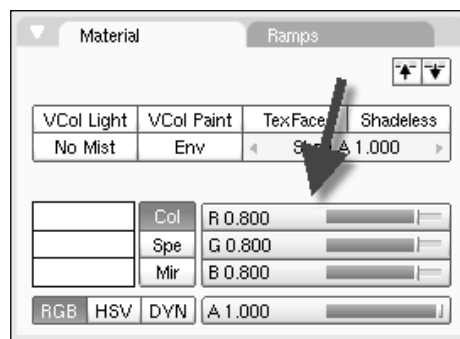 Material Ramps
VCol Light VCol Paint TexFace Shadeless
No Mist Env A 1.000
Col R 0.800
Spe G 0.800
Mir B 0.800
RGB HSV DYN A 1.000